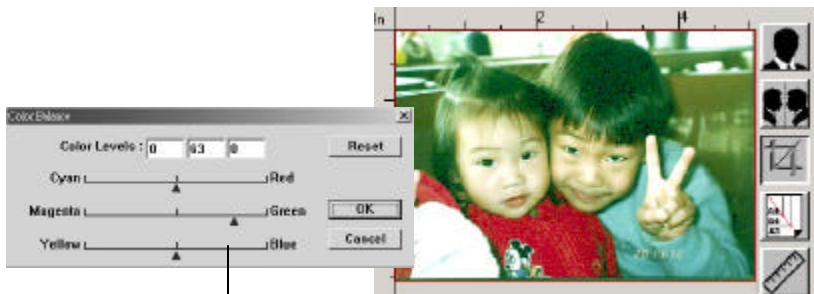 In 2 4
Color Balance
Color Levels : 0 63 0 Reset
Cyan Red
Magenta Green OK
Yellow Blue Cancel
A3